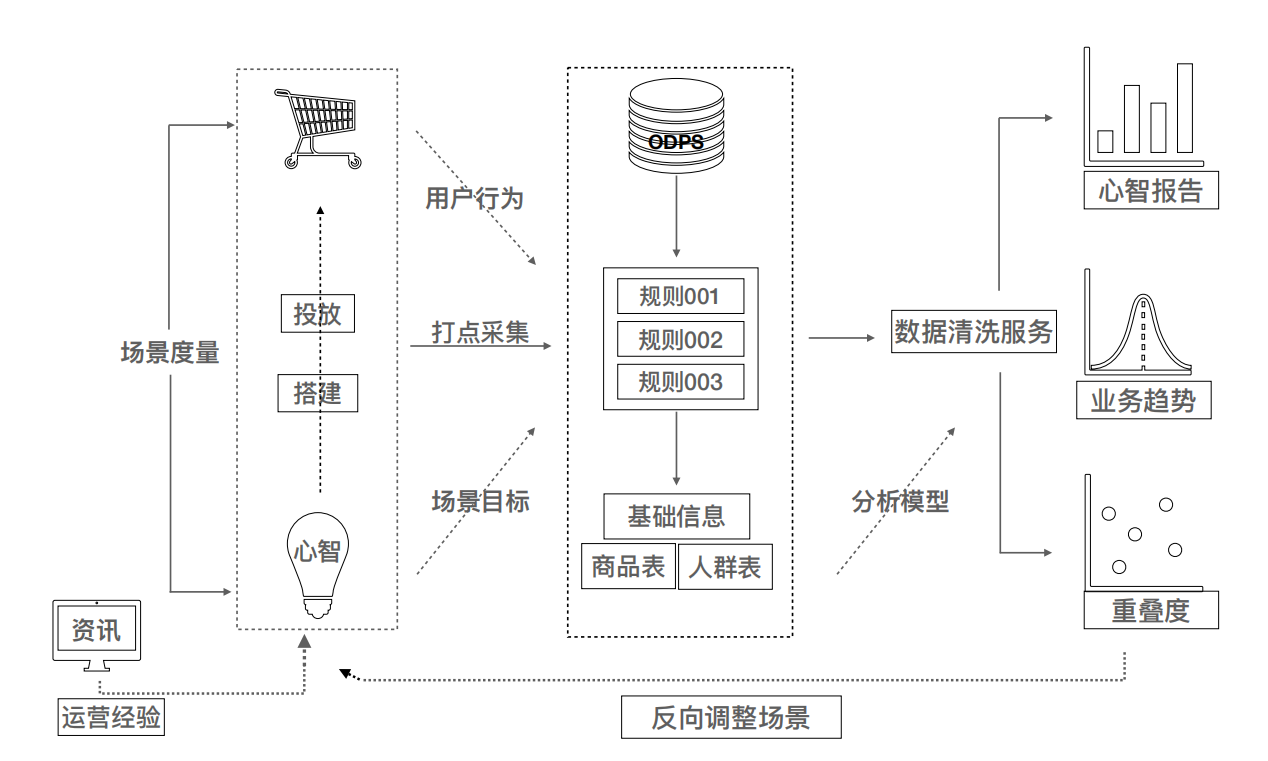 场景度量
投放
搭建
心智
资讯
运营经验
用户行为
打点采集
场景目标
ODPS
规则001
规则002
规则003
基础信息
商品表
人群表
数据清洗服务
分析模型
心智报告
业务趋势
重叠度
反向调整场景